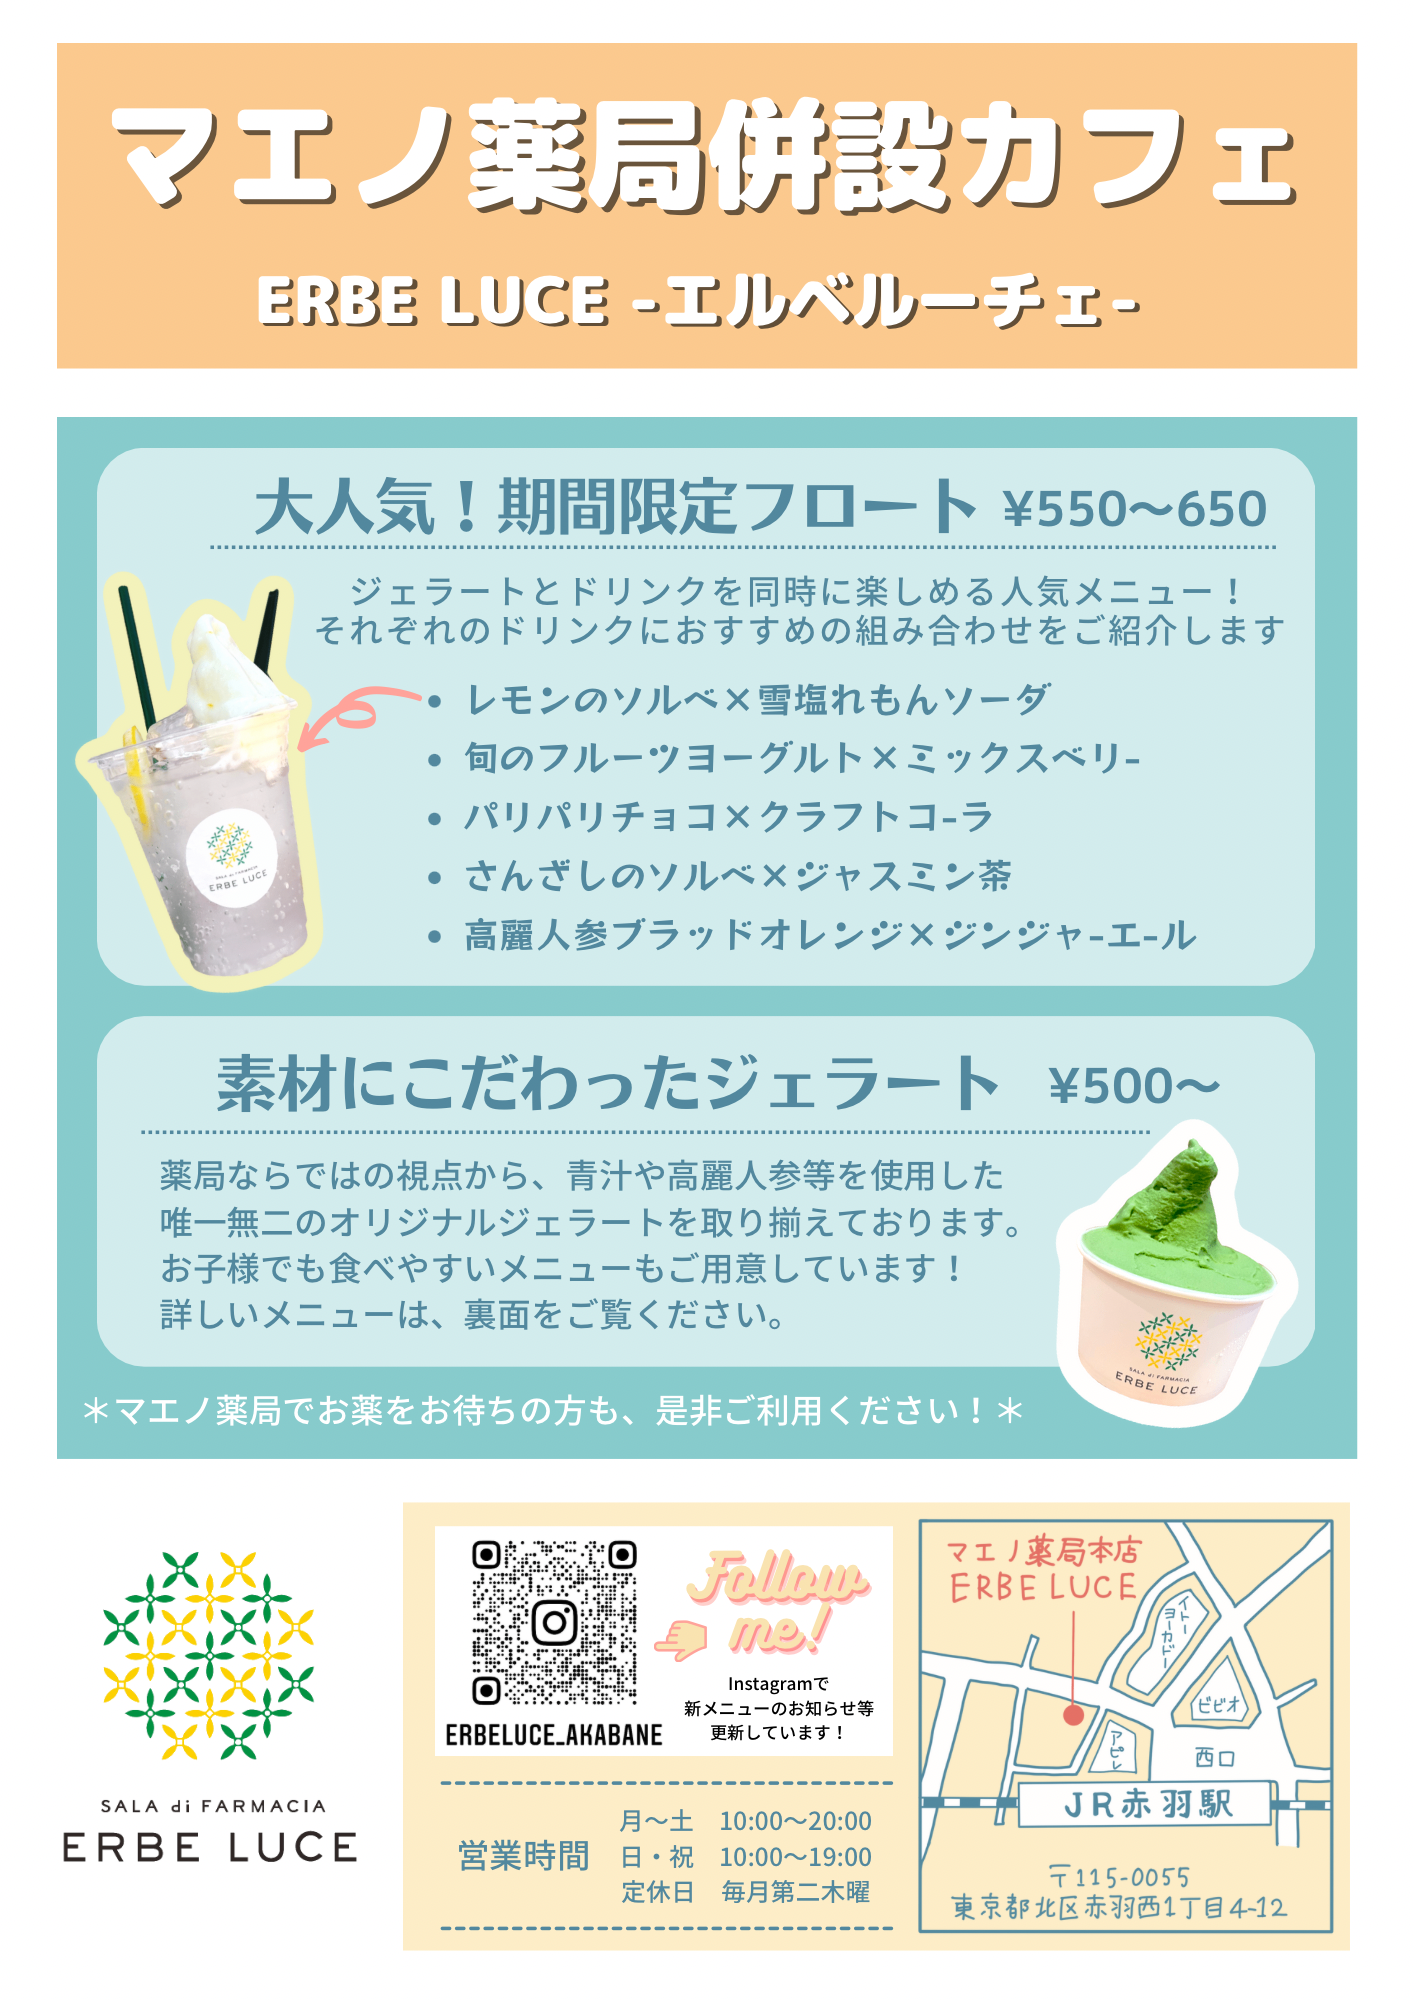 マエノ薬局併設カフェ
ERBE LUCE -エルベルーチェ-
大人気！期間限定フロート ¥550〜650
ジェラートとドリンクを同時に楽しめる人気メニュー！
それぞれのドリンクにおすすめの組み合わせをご紹介します
• レモンのソルベ×雪塩れもんソーダ
• 旬のフルーツヨーグルト×ミックスベリ-
• パリパリチョコ×クラフトコ-ラ
• さんざしのソルベ×ジャスミン茶
• 高麗人参ブラッドオレンジ×ジンジャ-エ-ル
SALA di FARMACIA
ERBE LUCE
素材にこだわったジェラート ¥500〜
薬局ならではの視点から、青汁や高麗人参等を使用した
唯一無二のオリジナルジェラートを取り揃えております。
お子様でも食べやすいメニューもご用意しています！
詳しいメニューは、裏面をご覧ください。
SALA di FARMACIA
ERBE LUCE
＊マエノ薬局でお薬をお待ちの方も、是非ご利用ください！＊
SALA di FARMACIA
ERBE LUCE
Follow
me!
Instagramで
新メニューのお知らせ等
更新しています！
ERBELUCE_AKABANE
営業時間
月〜土 10:00〜20:00
日・祝 10:00〜19:00
定休日 毎月第二木曜
マエノ薬局本店
ERBE LUCE
イトー
ヨーカドー
ビビオ
アピレ
西口
JR赤羽駅
〒115-0055
東京都北区赤羽西1丁目4-12